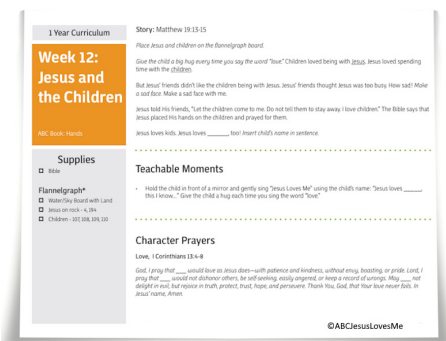 1 Year Curriculum
Week 12:
Jesus and
the Children
ABC Book: Hands
Supplies
Bible
Flannelgraph*
Water/Sky Board with Land
Jesus on rock - 4, 194
Children - 107, 108, 109, 110
Story: Matthew 19:13-15
Place Jesus and children on the flannelgraph board.
Give the child a big hug every time you say the word "love." Children loved being with Jesus. Jesus loved spending
time with the children.
But Jesus' friends didn't like the children being with Jesus. Jesus' friends thought Jesus was too busy. How sad! Make
a sad face. Make a sad face with me.
Jesus told His friends, "Let the children come to me. Do not tell them to stay away. I love children." The Bible says that
Jesus placed His hands on the children and prayed for them.
Jesus loves kids. Jesus loves ______, too! Insert child's name in sentence.
Teachable Moments
• Hold the child in front of a mirror and gently sing "Jesus Loves Me" using the child's name: "Jesus loves _____,
this I know..." Give the child a hug each time you sing the word "love."
Character Prayers
Love, I Corinthians 13:4-8
God, I pray that ___ would love as Jesus does—with patience and kindness, without envy, boasting, or pride. Lord, I
pray that ___ would not dishonor others, be self-seeking, easily angered, or keep a record of wrongs. May ___ not
delight in evil, but rejoice in truth, protect, trust, hope, and persevere. Thank You, God, that Your love never fails. In
Jesus' name, Amen.
©ABCJesusLovesMe